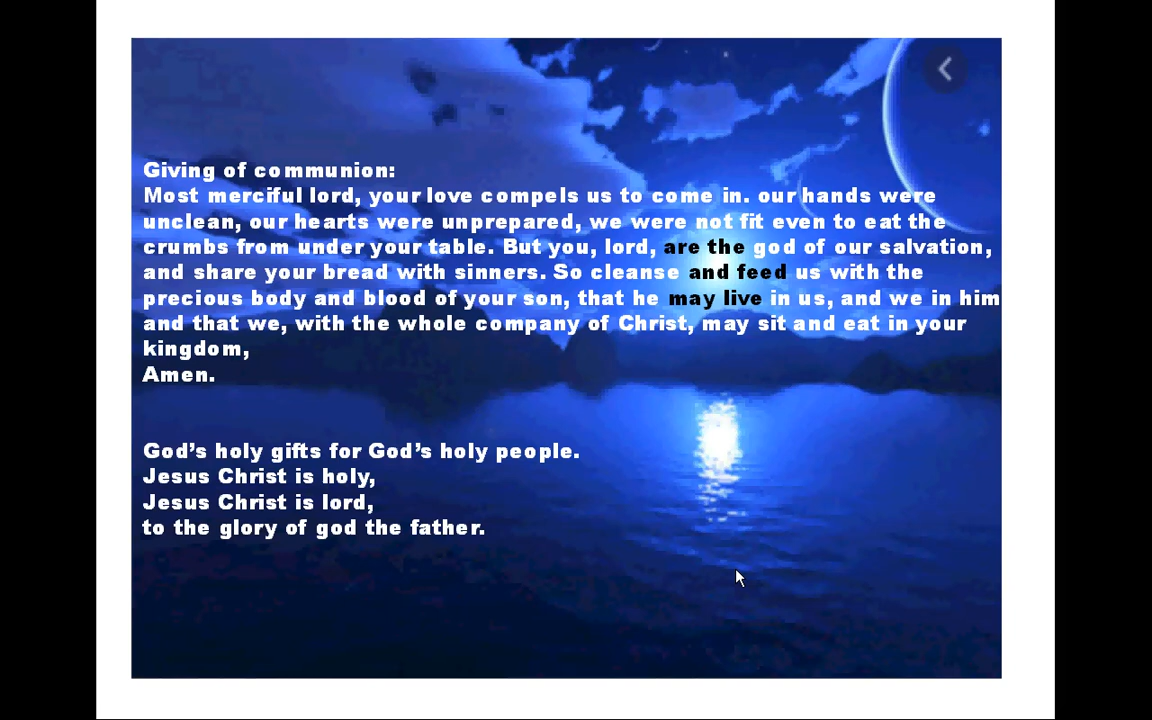 Giving of communion:
Most merciful lord, your love compels us to come in. our hands were
unclean, our hearts were unprepared, we were not fit even to eat the
crumbs from under your table. But you, lord, are the god of our salvation,
and share your bread with sinners. So cleanse and feed us with the
precious body and blood of your son, that he may live in us, and we in him
and that we, with the whole company of Christ, may sit and eat in your
kingdom,
Amen.
God’s holy gifts for God’s holy people.
Jesus Christ is holy,
Jesus Christ is lord,
to the glory of god the father.